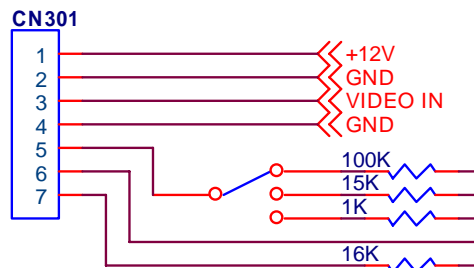 CN301
1 +12V
2 GND
3 VIDEO IN
4 GND
5
100K
6 15K
7 1K
16K